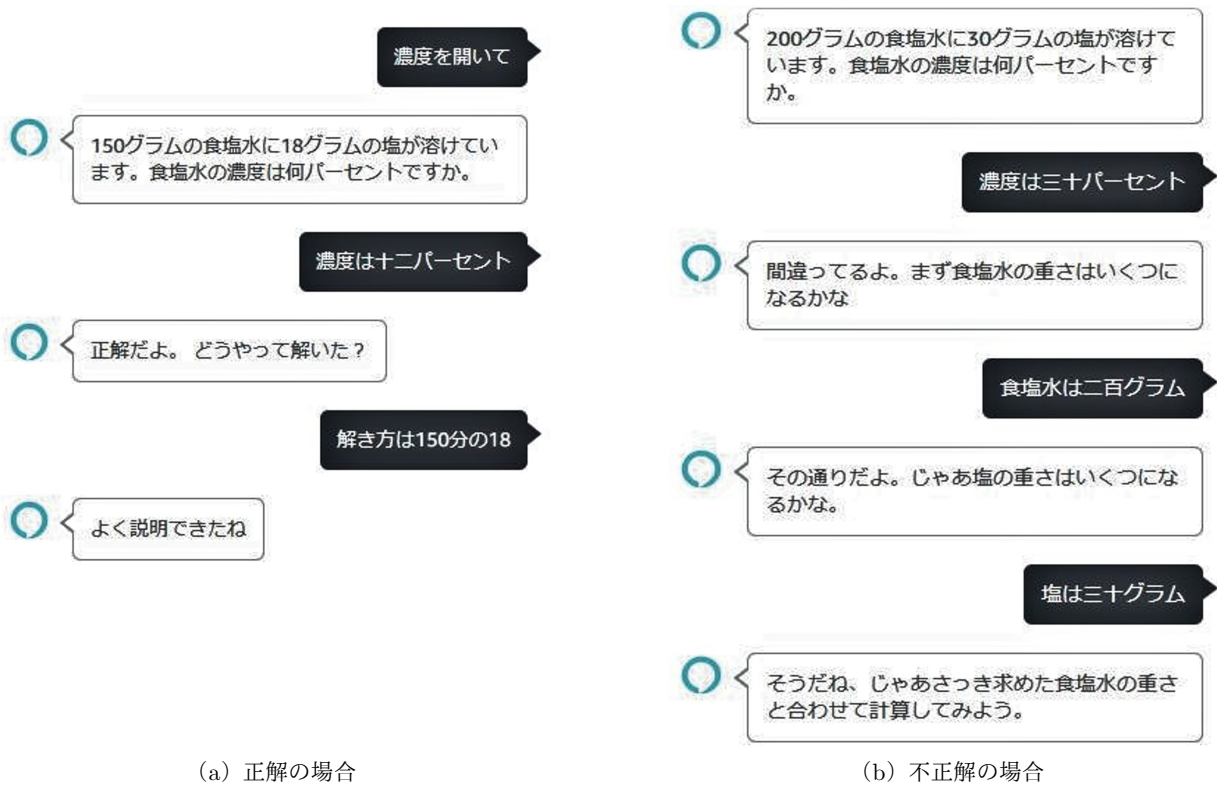 濃度を開いて
150グラムの食塩水に18グラムの塩が溶けてい
ます。食塩水の濃度は何パーセントですか。
濃度は十二パーセント
正解だよ。 どうやって解いた？
解き方は150分の18
よく説明できたね
（a）正解の場合
200グラムの食塩水に30グラムの塩が溶けて
います。食塩水の濃度は何パーセントです
か。
濃度は三十パーセント
間違ってるよ。まず食塩水の重さはいくつに
なるかな
食塩水は二百グラム
その通りだよ。じゃあ塩の重さはいくつにな
るかな。
塩は三十グラム
そうだね、じゃあさっき求めた食塩水の重さ
と合わせて計算してみよう。
（b）不正解の場合